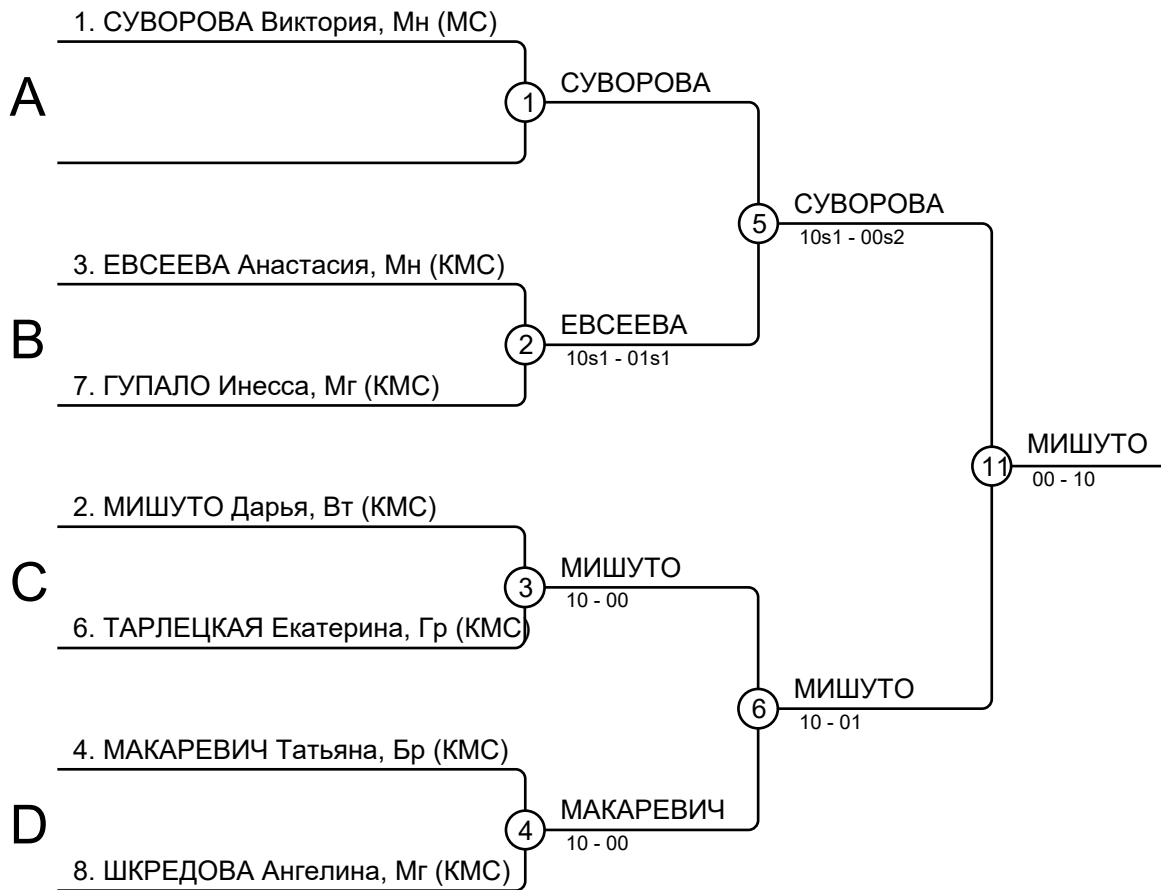 1. СУВОРОВА Виктория, Мн (МС)
A
1
СУВОРОВА
5
СУВОРОВА
10s1 - 00s2
3. ЕВСЕЕВА Анастасия, Мн (КМС)
B
2
ЕВСЕЕВА
10s1 - 01s1
7. ГУПАЛО Инесса, Мг (КМС)
11
МИШУТО
00 - 10
2. МИШУТО Дарья, Вт (КМС)
C
3
МИШУТО
10 - 00
6. ТАРЛЕЦКАЯ Екатерина, Гр (КМС)
6
МИШУТО
10 - 01
4. МАКАРЕВИЧ Татьяна, Бр (КМС)
D
4
МАКАРЕВИЧ
10 - 00
8. ШКРЕДОВА Ангелина, Мг (КМС)